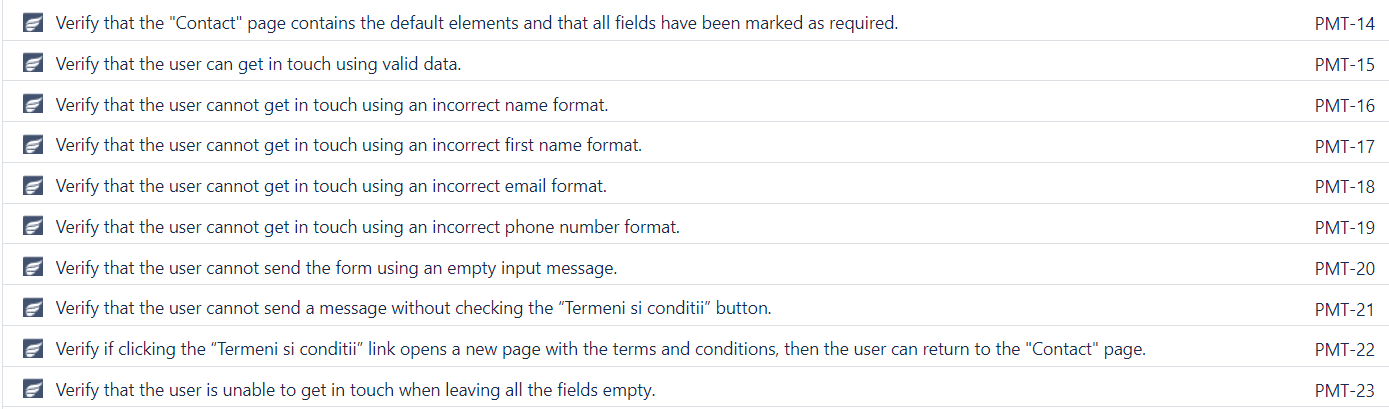 Verify that the "Contact" page contains the default elements and that all fields have been marked as required. PMT-14
Verify that the user can get in touch using valid data. PMT-15
Verify that the user cannot get in touch using an incorrect name format. PMT-16
Verify that the user cannot get in touch using an incorrect first name format. PMT-17
Verify that the user cannot get in touch using an incorrect email format. PMT-18
Verify that the user cannot get in touch using an incorrect phone number format. PMT-19
Verify that the user cannot send the form using an empty input message. PMT-20
Verify that the user cannot send a message without checking the “Termeni si conditii” button. PMT-21
Verify if clicking the “Termeni si conditii” link opens a new page with the terms and conditions, then the user can return to the "Contact" page. PMT-22
Verify that the user is unable to get in touch when leaving all the fields empty. PMT-23